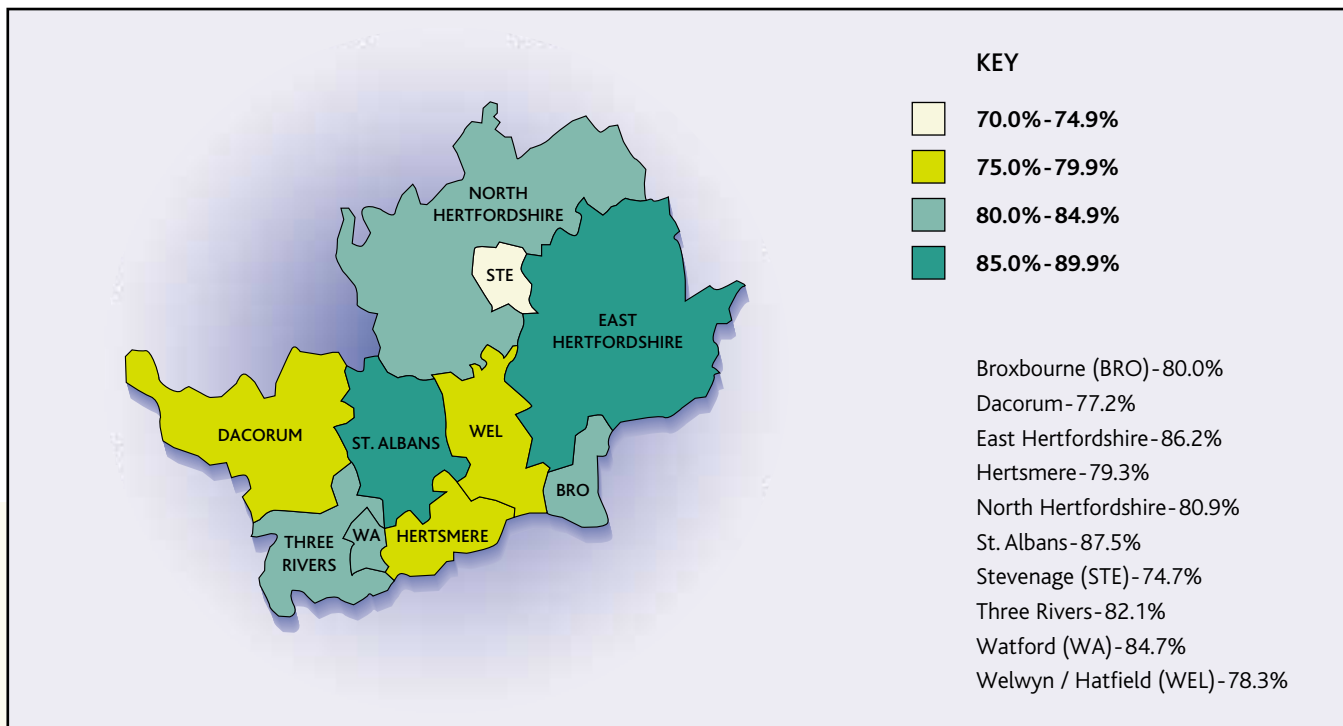 KEY
70.0%-74.9%
75.0%-79.9%
80.0%-84.9%
85.0%-89.9%
NORTH
HERTFORDSHIRE
STE
EAST
HERTFORDSHIRE
DACORUM
ST. ALBANS
WEL
BRO
THREE
RIVERS
WA
HERTSMERE
Broxbourne (BRO)-80.0%
Dacorum-77.2%
East Hertfordshire-86.2%
Hertsmere-79.3%
North Hertfordshire-80.9%
St. Albans-87.5%
Stevenage (STE)-74.7%
Three Rivers-82.1%
Watford (WA)-84.7%
Welwyn / Hatfield (WEL)-78.3%